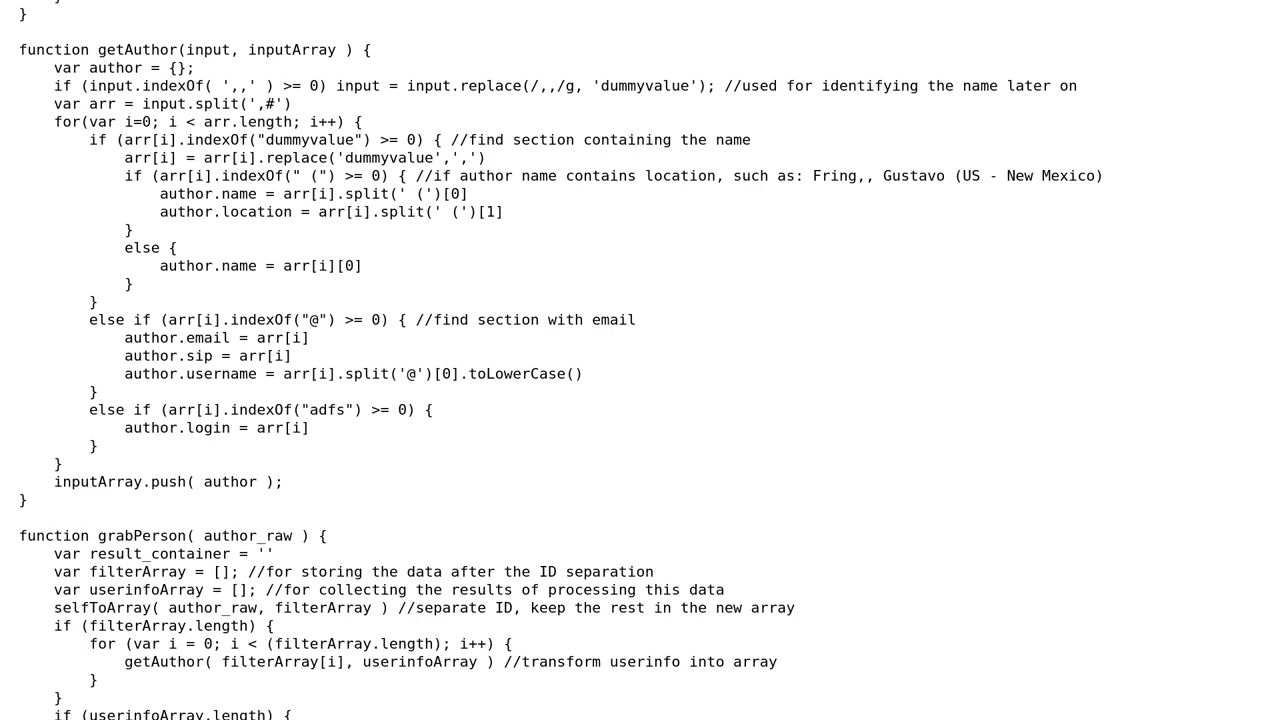 }
function getAuthor(input, inputArray ) {
    var author = {};
    if (input.indexOf( ',,' ) >= 0) input = input.replace(/,,/g, 'dummyvalue'); //used for identifying the name later on
    var arr = input.split(',#')
    for(var i=0; i < arr.length; i++) {
        if (arr[i].indexOf("dummyvalue") >= 0) { //find section containing the name
            arr[i] = arr[i].replace('dummyvalue',',')
            if (arr[i].indexOf(" (") >= 0) { //if author name contains location, such as: Fring,, Gustavo (US - New Mexico)
                author.name = arr[i].split(' (')[0]
                author.location = arr[i].split(' (')[1]
            }
            else {
                author.name = arr[i][0]
            }
        }
        else if (arr[i].indexOf("@") >= 0) { //find section with email
            author.email = arr[i]
            author.sip = arr[i]
            author.username = arr[i].split('@')[0].toLowerCase()
        }
        else if (arr[i].indexOf("adfs") >= 0) {
            author.login = arr[i]
        }
    }
    inputArray.push( author );
}
function grabPerson( author_raw ) {
    var result_container = ''
    var filterArray = []; //for storing the data after the ID separation
    var userinfoArray = []; //for collecting the results of processing this data
    selfToArray( author_raw, filterArray ) //separate ID, keep the rest in the new array
    if (filterArray.length) {
        for (var i = 0; i < (filterArray.length); i++) {
            getAuthor( filterArray[i], userinfoArray ) //transform userinfo into array
        }
    }
    if (userinfoArray.length) {